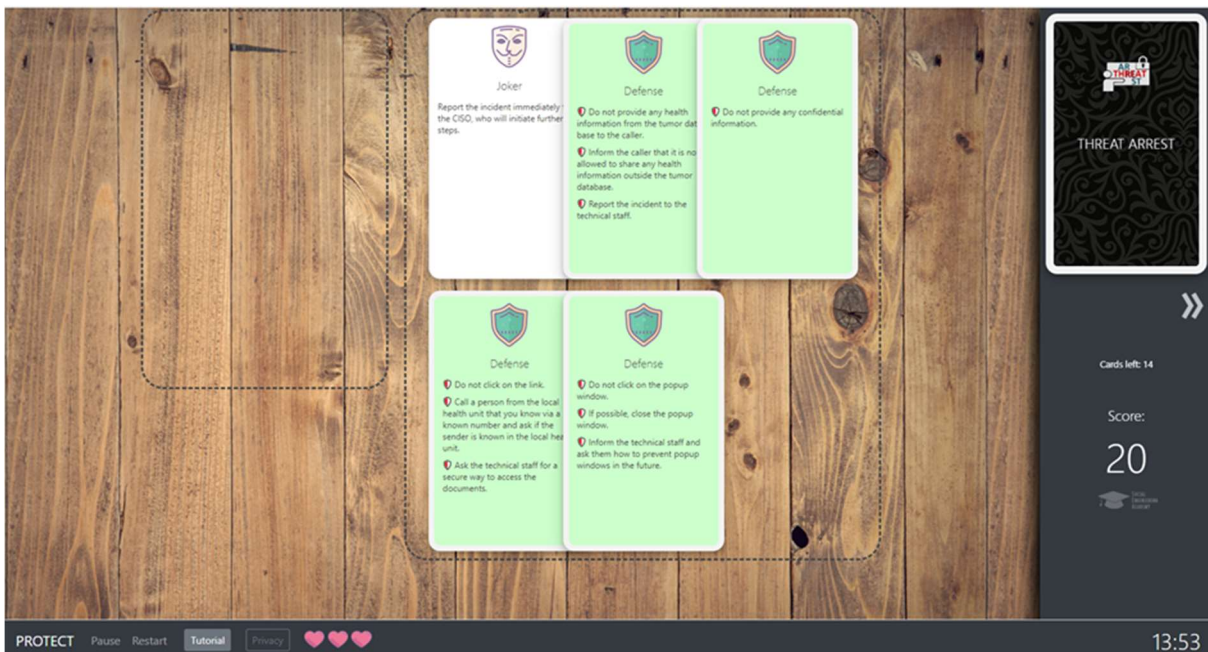 Joker
Report the incident immediately
the CISO, who will initiate further
steps.
Defense
Do not provide any health
information from the tumor dat
base to the caller.
Inform the caller that it is no
allowed to share any health
information outside the tumor
database.
Report the incident to the
technical staff.
Defense
Do not provide any confidential
information.
Defense
Do not click on the link.
Call a person from the local
health unit that you know via a
known number and ask if the
sender is known in the local hea
unit.
Ask the technical staff for a
secure way to access the
documents.
Defense
Do not click on the popup
window.
If possible, close the popup
window.
Inform the technical staff and
ask them how to prevent popup
windows in the future.
AR
THREAT
ST
THREAT ARREST
Cards left: 14
Score:
20
PROTECT Pause Restart Tutorial Privacy
13:53